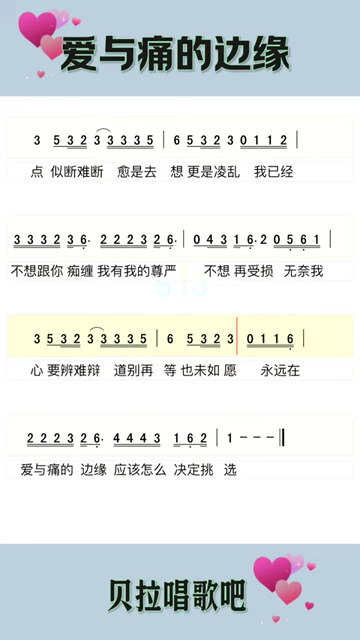 爱与痛的边缘
3 5323 33335 | 6 5323 0112 |
点 似断难断 愈是去 想 更是凌乱 我已经
333236· 2222326· | 0431 16·2 0561 |
不想跟你 痴缠 我有我的尊严 不想 再受损 无奈我
513
3 5323 33335 | 6 5323 0116 |
心 要辨难辩 道别再 等 也未如 愿 永远在
222326· 44443 162 | 1 — — — ||
爱与痛的 边缘 应该怎么 决定挑 选
贝拉唱歌吧